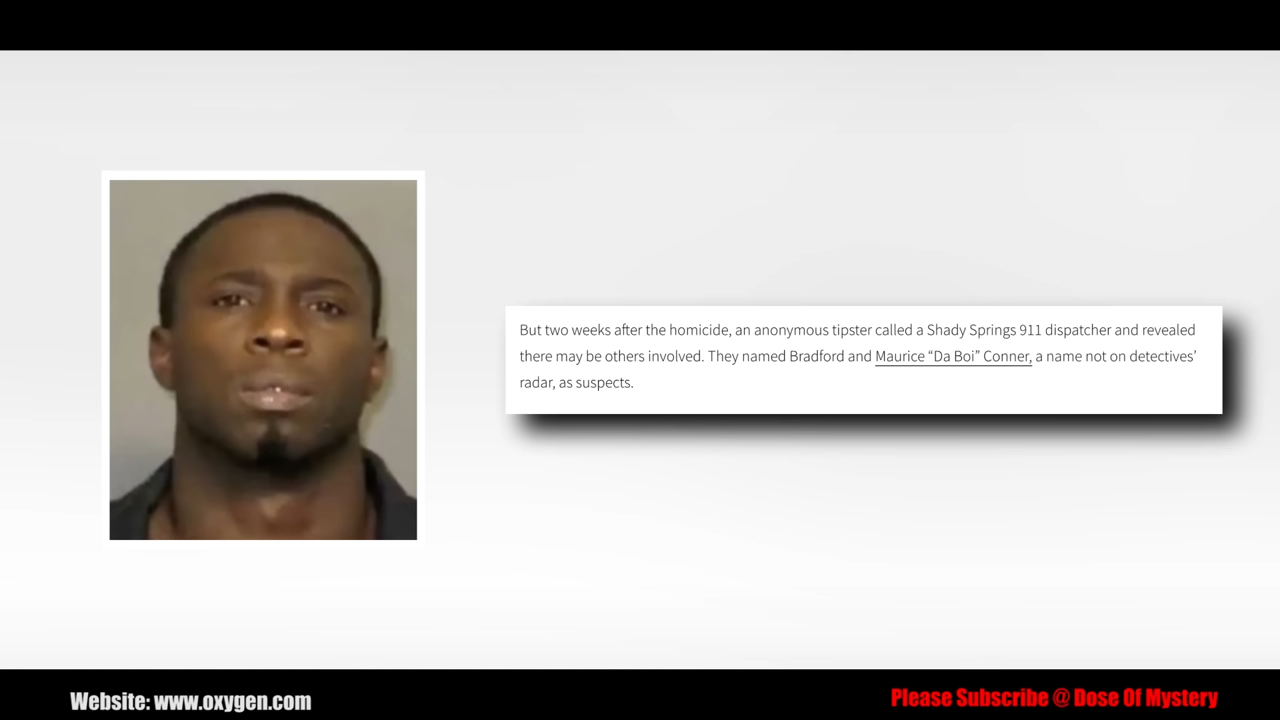 But two weeks after the homicide, an anonymous tipster called a Shady Springs 911 dispatcher and revealed
there may be others involved. They named Bradford and Maurice “Da Boi” Conner, a name not on detectives’
radar, as suspects.
Website: www.oxygen.com
Please Subscribe @ Dose Of Mystery